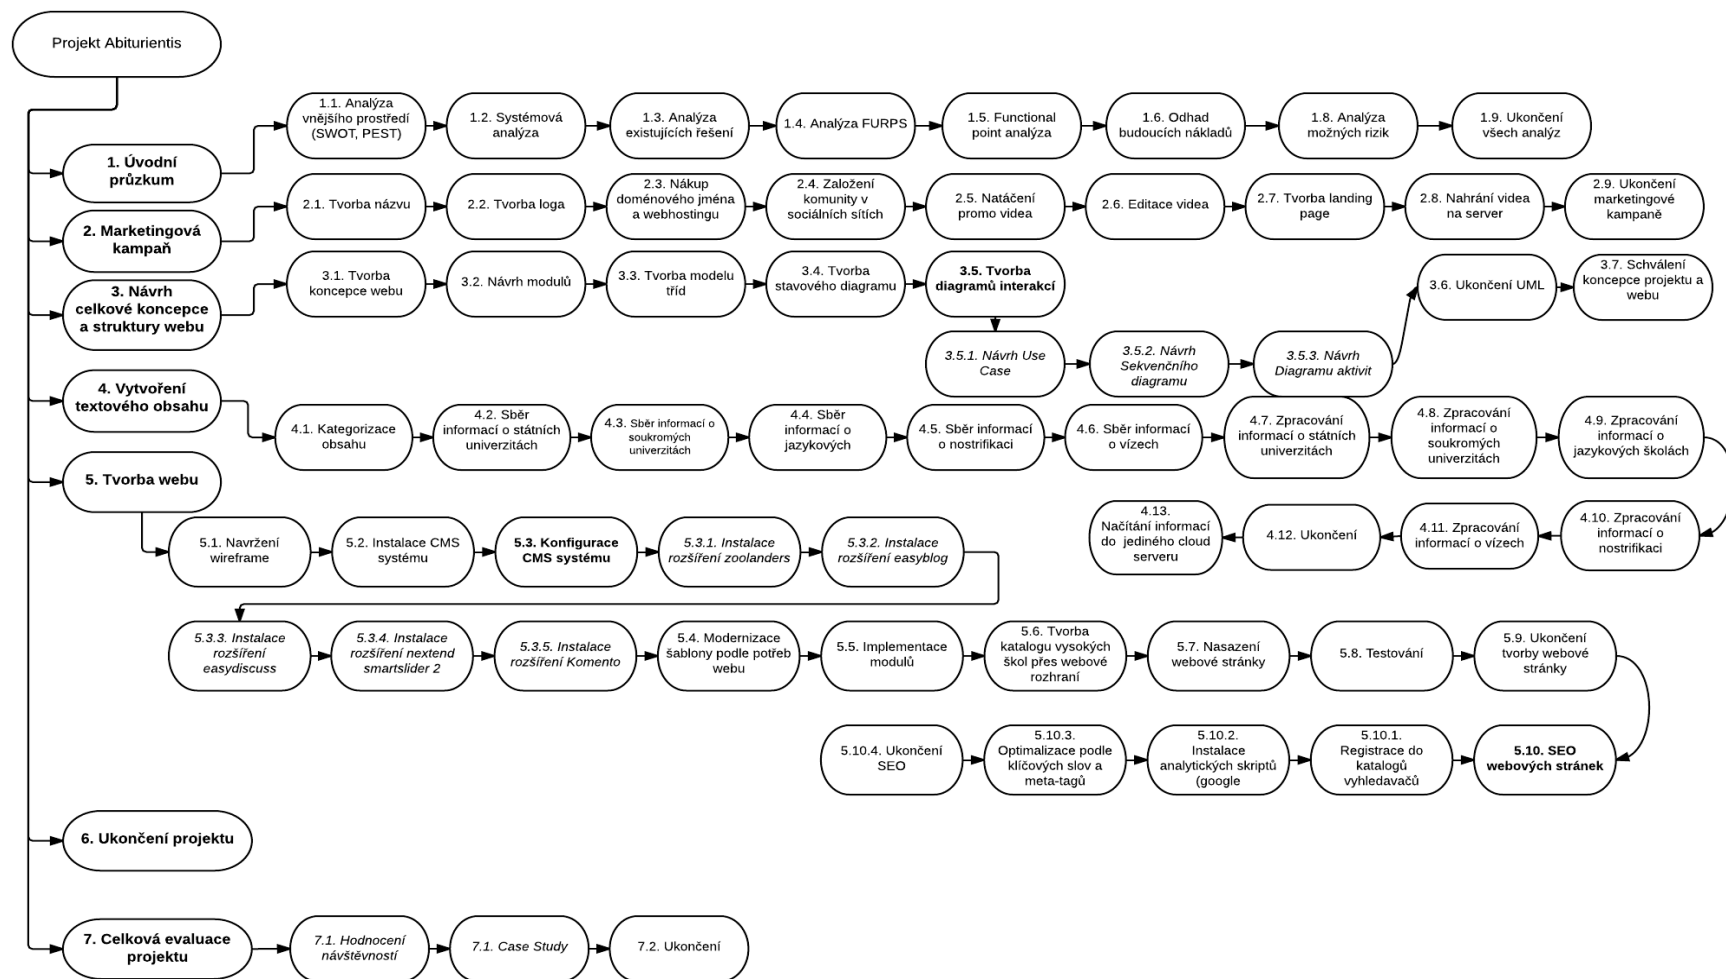 Projekt Abiturientis
1. Úvodní
průzkum
1.1. Analýza
vnějšího prostředí
(SWOT, PEST)
1.2. Systémová
analýza
1.3. Analýza
existujících řešení
1.4. Analýza FURPS
1.5. Functional
point analýza
1.6. Odhad
budoucích nákladů
1.8. Analýza
možných rizik
1.9. Ukončení
všech analýz
2. Marketingová
kampaň
2.1. Tvorba názvu
2.2. Tvorba loga
2.3. Nákup
doménového jména
a webhostingu
2.4. Založení
komunity v
sociálních sítích
2.5. Natáčení
promo videa
2.6. Editace videa
2.7. Tvorba landing
page
2.8. Nahrání videa
na server
2.9. Ukončení
marketingové
kampaně
3. Návrh
celkové koncepce
a struktury webu
3.1. Tvorba
koncepce webu
3.2. Návrh modulů
3.3. Tvorba modelu
tříd
3.4. Tvorba
stavového diagramu
3.5. Tvorba
diagramů interakcí
3.5.1. Návrh Use
Case
3.5.2. Návrh
Sekvenčního
diagramu
3.5.3. Návrh
Diagramu aktivit
3.6. Ukončení UML
3.7. Schválení
koncepce projektu a
webu
4. Vytvoření
textového obsahu
4.1. Kategorizace
obsahu
4.2. Sběr
informací o státních
univerzitách
4.3. Sběr informací o
soukromých
univerzitách
4.4. Sběr
informací o
jazykových
4.5. Sběr informací
o nostrifikaci
4.6. Sběr informací
o vízech
4.7. Zpracování
informací o státních
univerzitách
4.8. Zpracování
informací o
soukromých
univerzitách
4.9. Zpracování
informací o
jazykových školách
4.10. Zpracování
informací o
nostrifikaci
4.11. Zpracování
informací o vízech
4.12. Ukončení
4.13.
Načítání informací
do jediného cloud
serveru
5. Tvorba webu
5.1. Navržení
wireframe
5.2. Instalace CMS
systému
5.3. Konfigurace
CMS systému
5.3.1. Instalace
rozšíření zoolanders
5.3.2. Instalace
rozšíření easyblog
5.3.3. Instalace
rozšíření
easydiscuss
5.3.4. Instalace
rozšíření nextend
smartslider 2
5.3.5. Instalace
rozšíření Komento
5.4. Modernizace
šablony podle potřeb
webu
5.5. Implementace
modulů
5.6. Tvorba
katalogu vysokých
škol přes webové
rozhraní
5.7. Nasazení
webové stránky
5.8. Testování
5.9. Ukončení
tvorby webové
stránky
5.10. SEO
webových stránek
5.10.1.
Registrace do
katalogů
vyhledavačů
5.10.2.
Instalace
analytických skriptů
(google
5.10.3.
Optimalizace podle
klíčových slov a
meta-tagů
5.10.4. Ukončení
SEO
6. Ukončení projektu
7. Celková evaluace
projektu
7.1. Hodnocení
návštěvností
7.1. Case Study
7.2. Ukončení